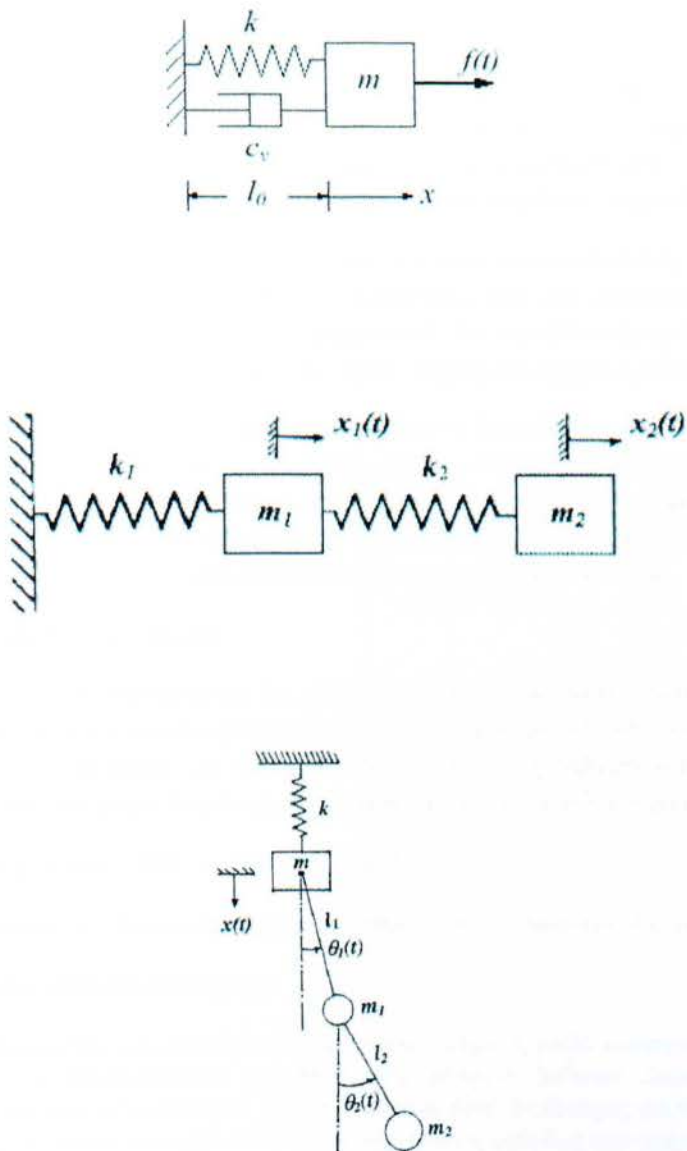 k
m
f(t)
c_v
l_0
x
x_1(t)
x_2(t)
k_1
k_2
m_1
m_2
k
m
x(t)
l_1
θ_1(t)
m_1
l_2
θ_2(t)
m_2